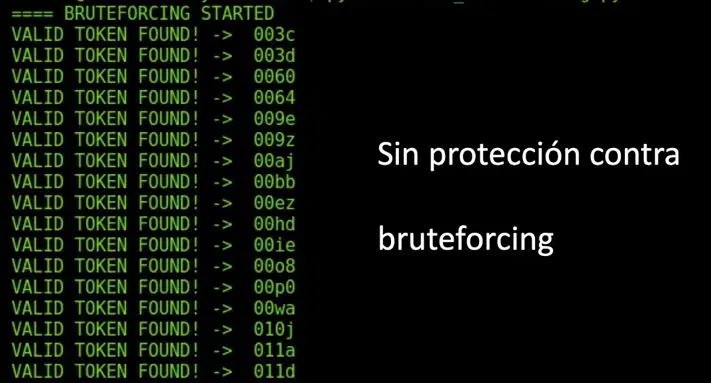 ==== BRUTEFORCING STARTED
VALID TOKEN FOUND! -> 003c
VALID TOKEN FOUND! -> 003d
VALID TOKEN FOUND! -> 0060
VALID TOKEN FOUND! -> 0064
VALID TOKEN FOUND! -> 009e
VALID TOKEN FOUND! -> 009z
VALID TOKEN FOUND! -> 00aj
VALID TOKEN FOUND! -> 00bb
VALID TOKEN FOUND! -> 00ez
VALID TOKEN FOUND! -> 00hd
VALID TOKEN FOUND! -> 00ie
VALID TOKEN FOUND! -> 00o8
VALID TOKEN FOUND! -> 00p0
VALID TOKEN FOUND! -> 00wa
VALID TOKEN FOUND! -> 010j
VALID TOKEN FOUND! -> 011a
VALID TOKEN FOUND! -> 011d
Sin protección contra
bruteforcing